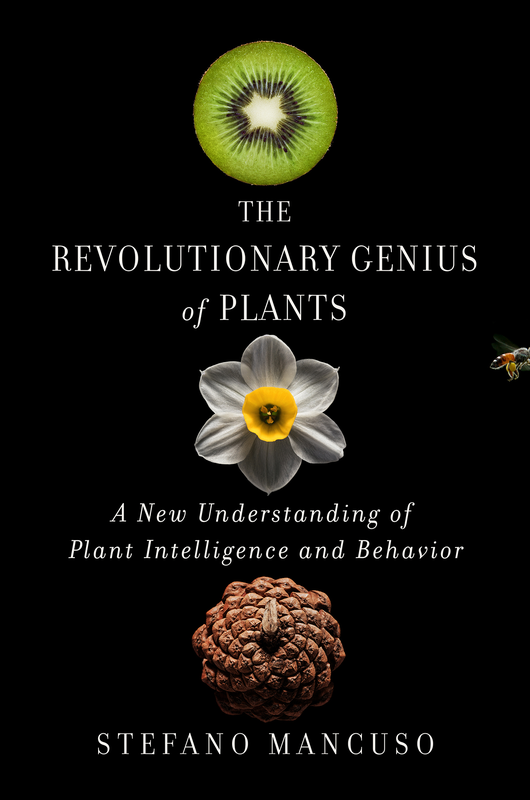 THE
REVOLUTIONARY GENIUS
of PLANTS
A New Understanding of
Plant Intelligence and Behavior
STEFANO MANCUSO